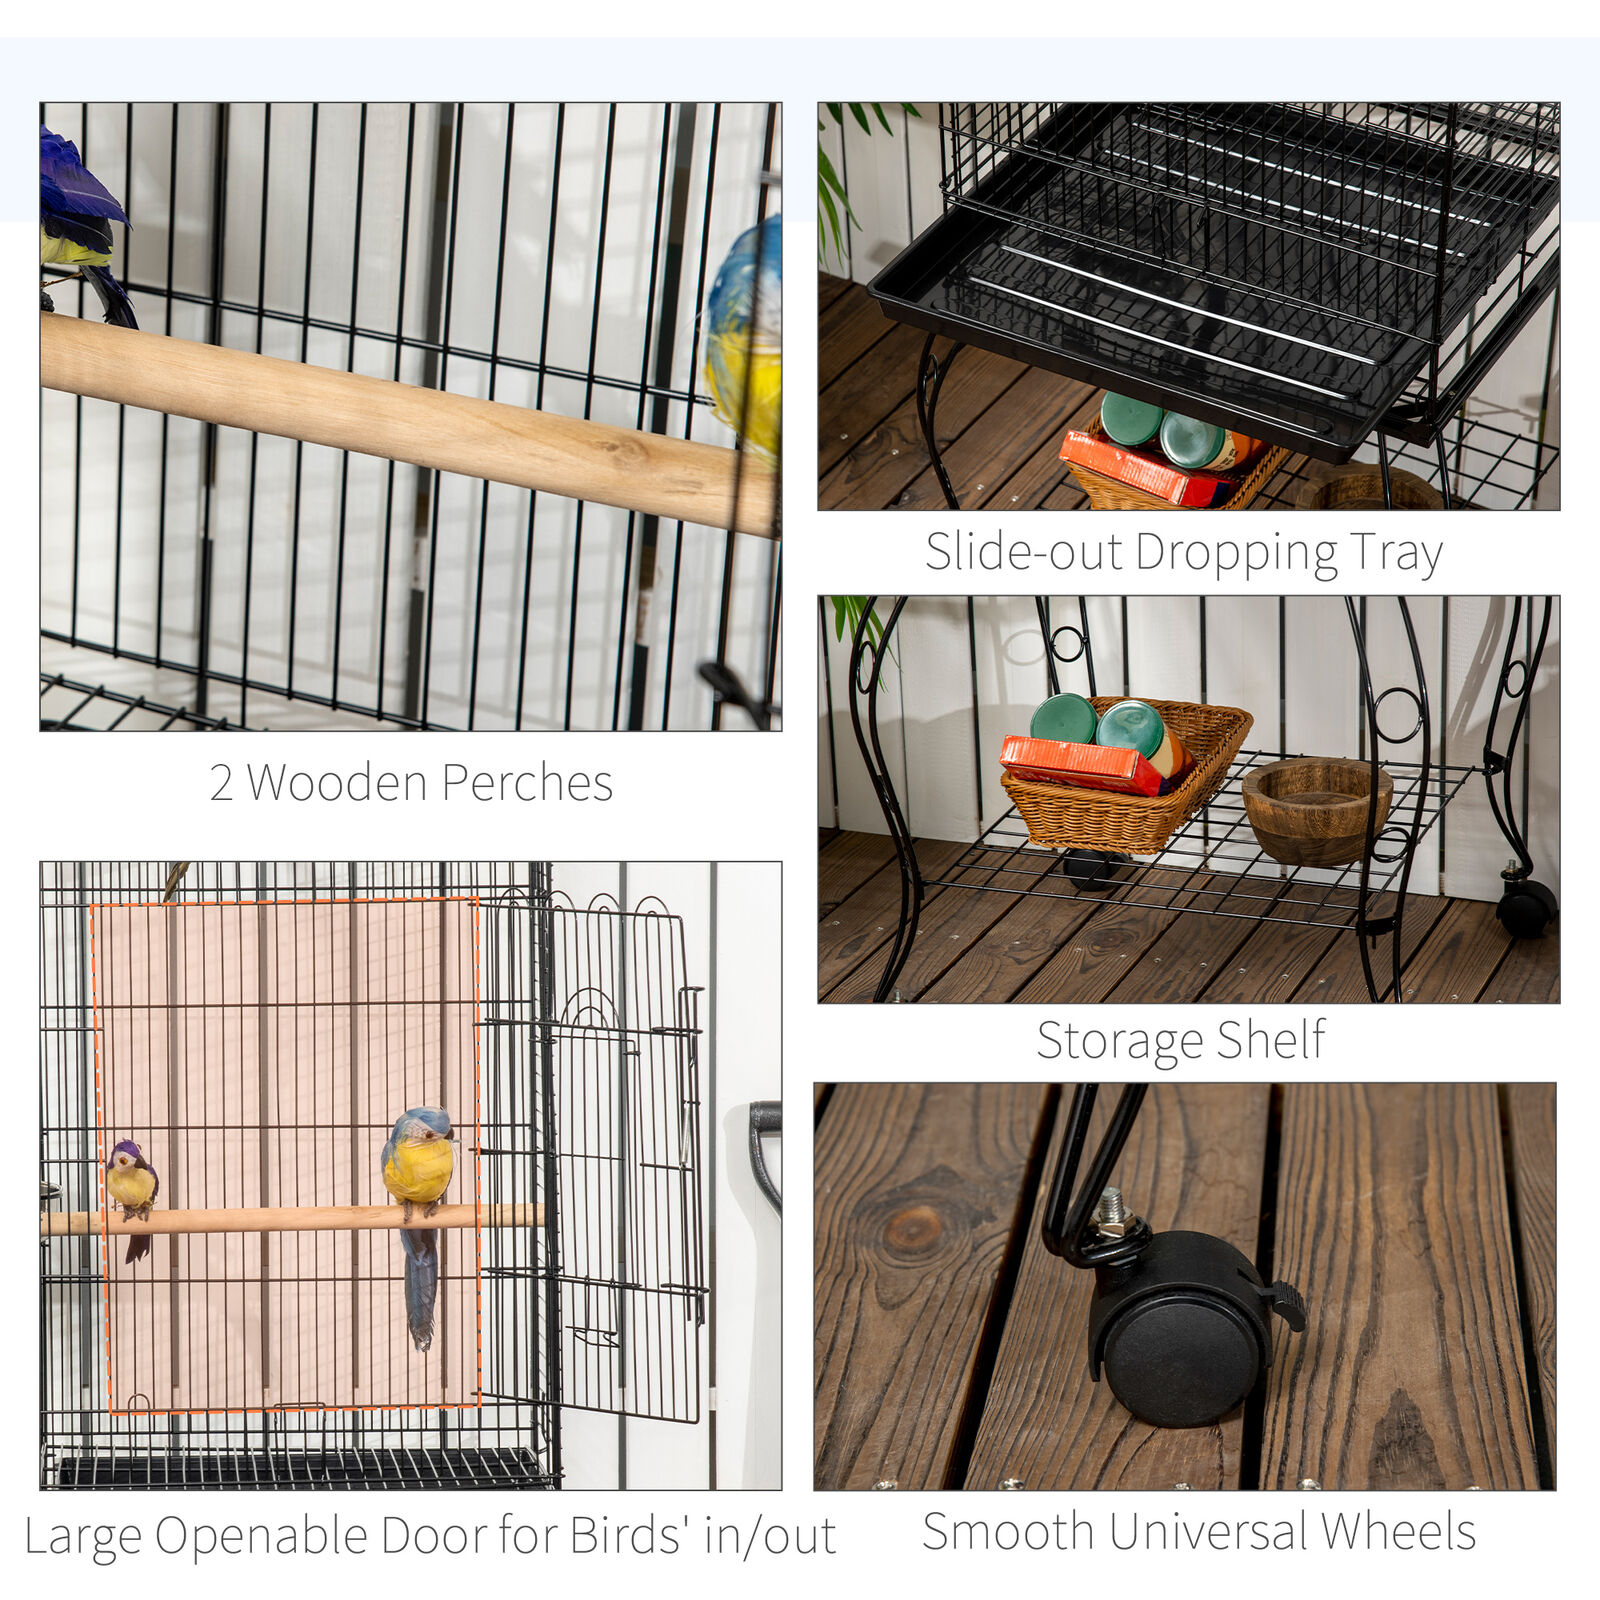 2 Wooden Perches
Slide-out Dropping Tray
Storage Shelf
Large Openable Door for Birds' in/out
Smooth Universal Wheels